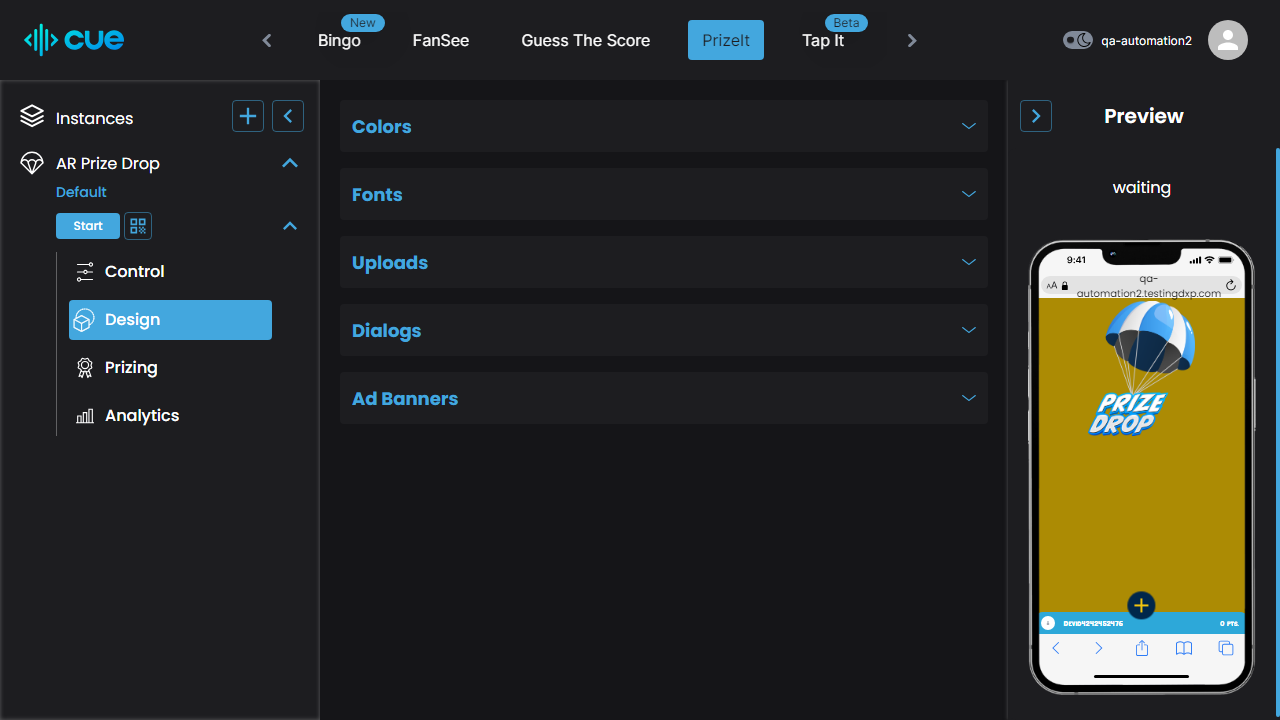 cue
New
Bingo
FanSee
Guess The Score
PrizeIt
Beta
Tap It
qa-automation2
Instances
AR Prize Drop
Default
Start
Control
Design
Prizing
Analytics
Colors
Fonts
Uploads
Dialogs
Ad Banners
Preview
waiting
9:41
AA
qa-
automation2.testingdxp.com
PRIZE
DROP
0 PTS.